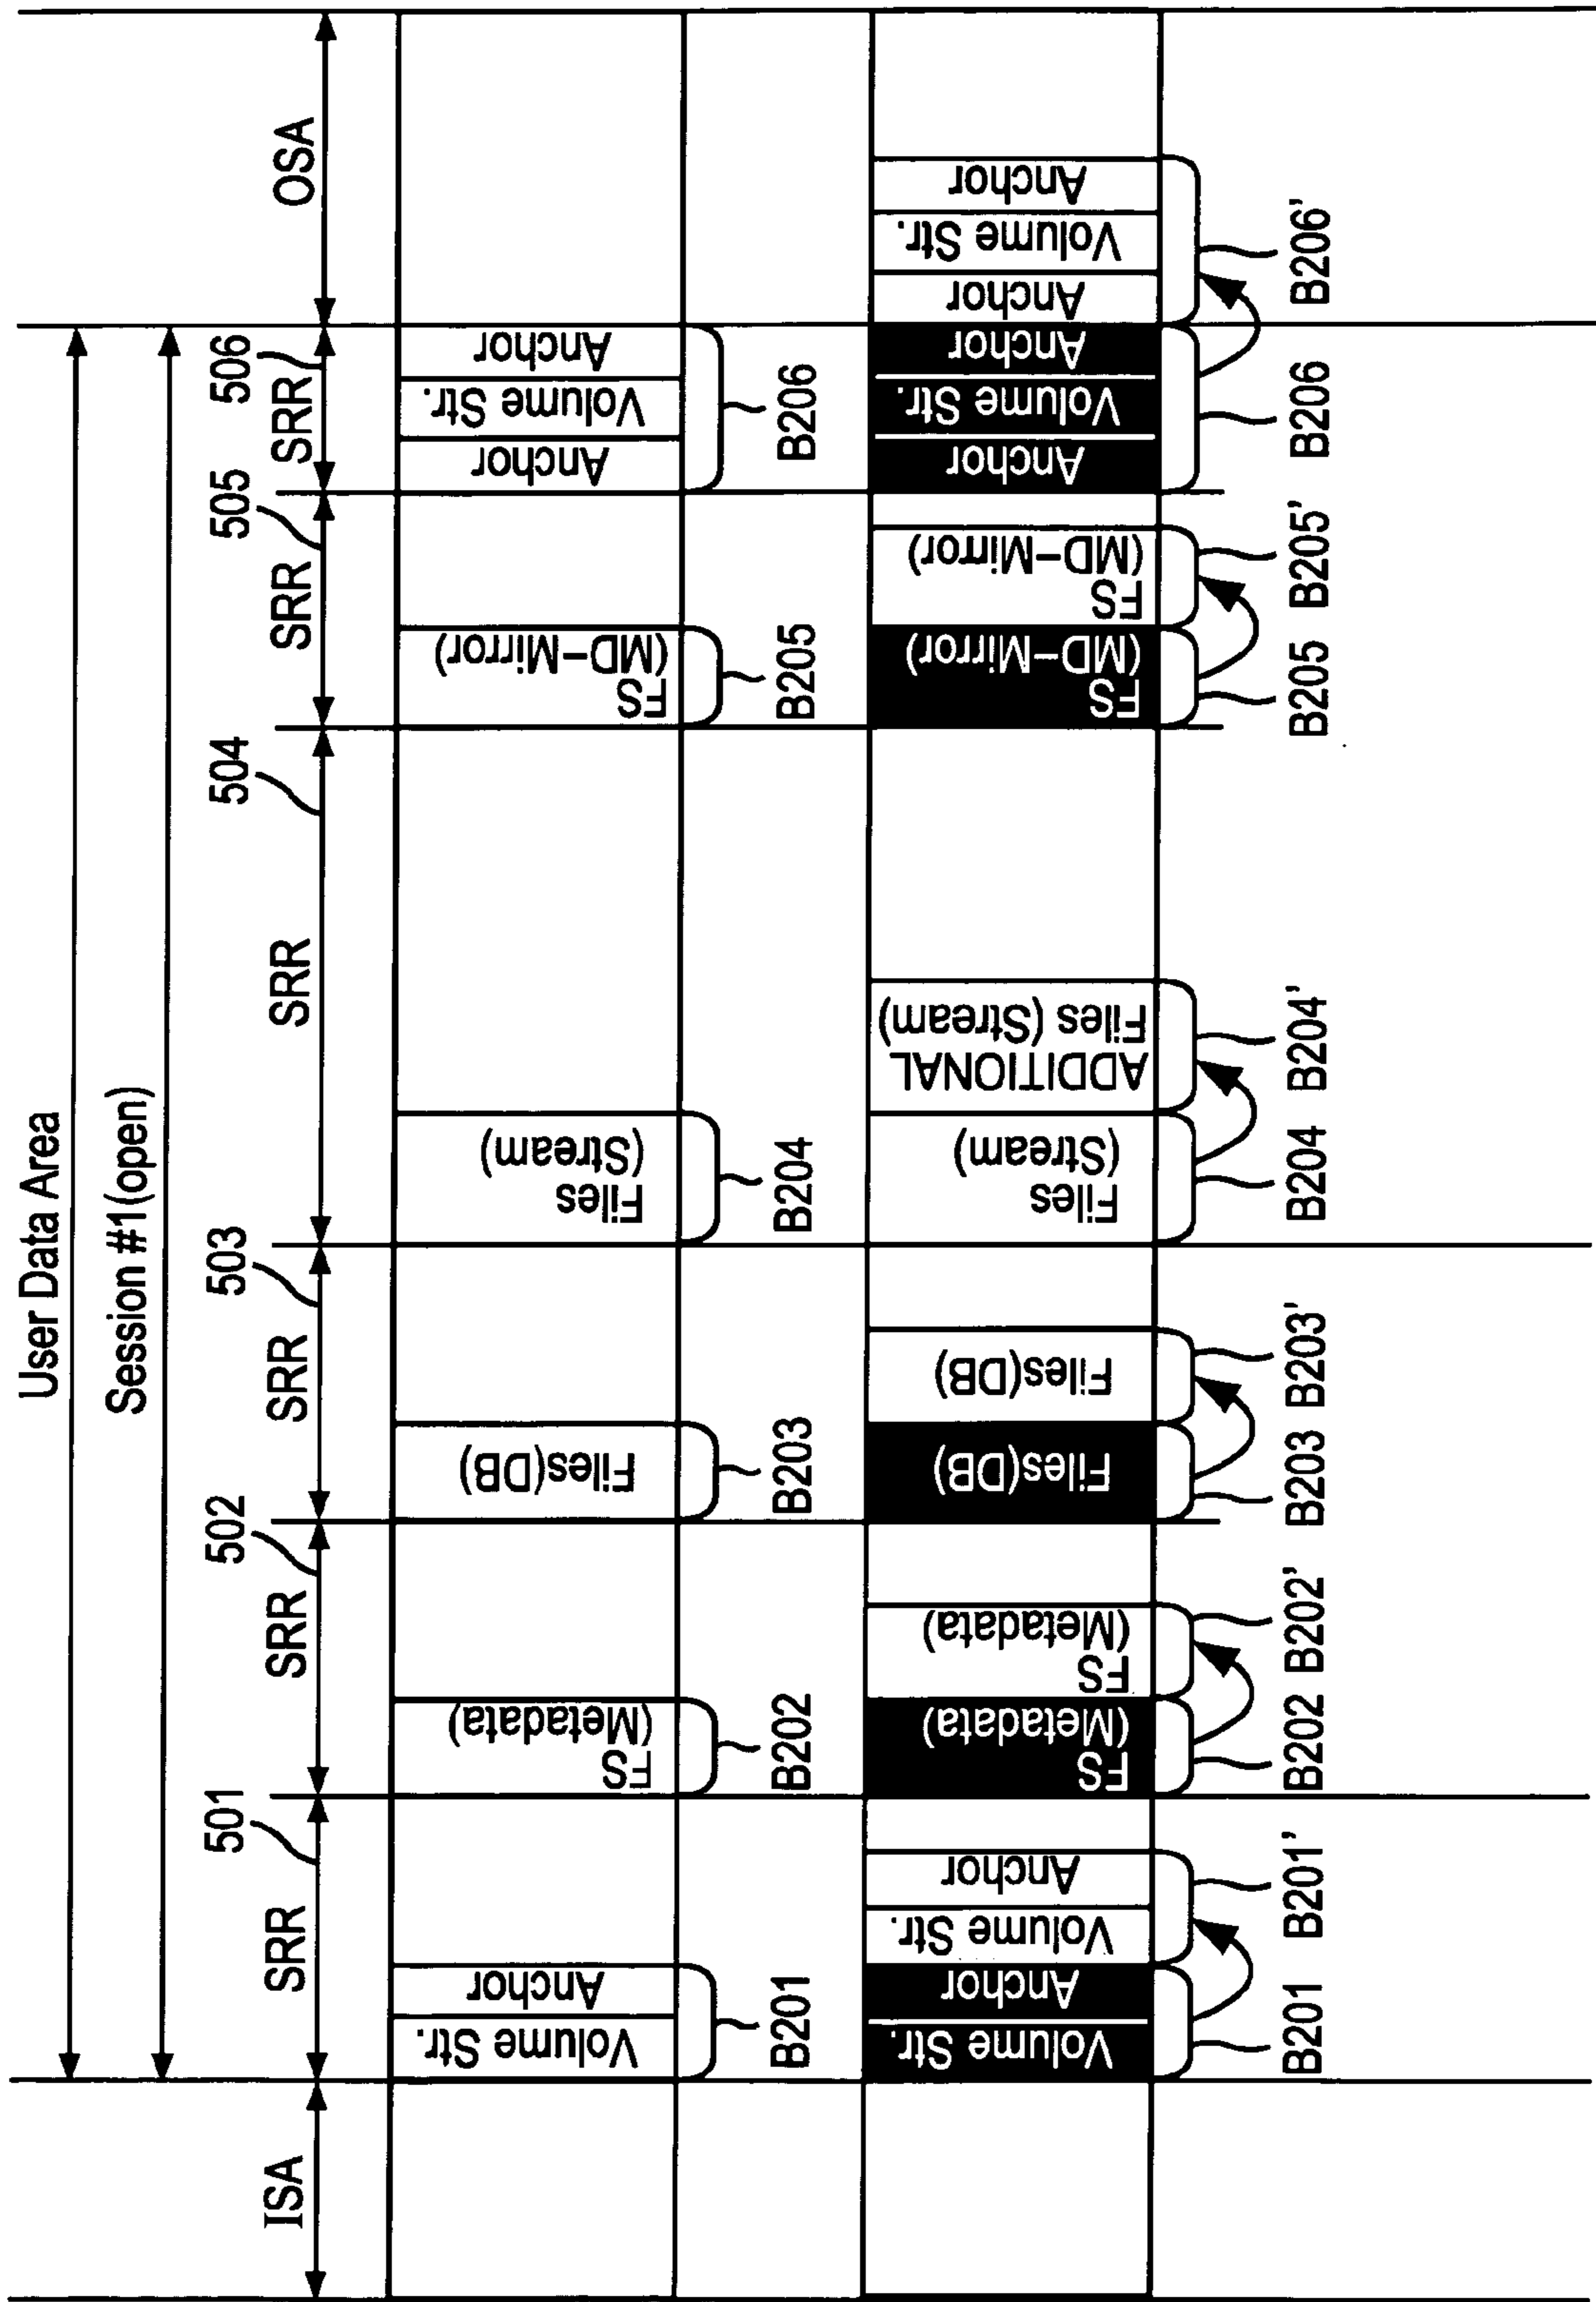 User Data Area
Session #1(open)
ISA
SRR
501
SRR
502
SRR
503
SRR
504
SRR
505
SRR
506
OSA
Volume Str.
Anchor
FS
(Metadata)
Files(DB)
Files
(Stream)
FS
(MD-Mirror)
Anchor
Volume Str.
Anchor
B201
B202
B203
B204
B205
B206
Volume Str.
Anchor
Volume Str.
Anchor
FS
(Metadata)
FS
(Metadata)
Files(DB)
Files(DB)
Files
(Stream)
ADDITIONAL
Files (Stream)
FS
(MD-Mirror)
FS
(MD-Mirror)
Anchor
Volume Str.
Anchor
Anchor
Volume Str.
Anchor
B201
B201'
B202
B202'
B203
B203'
B204
B204'
B205
B205'
B206
B206'